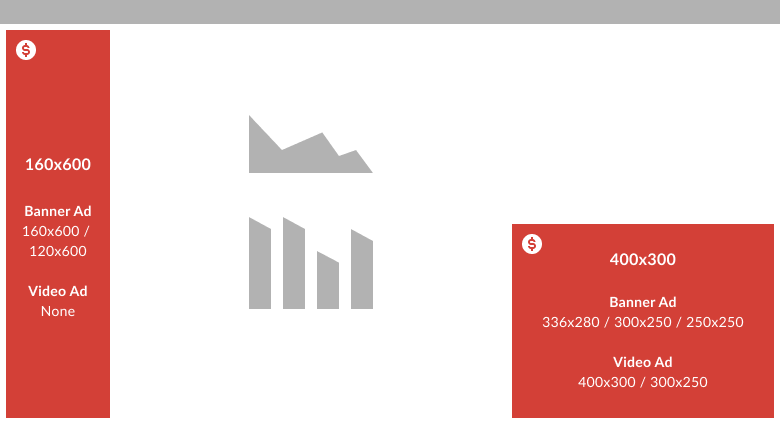 $
160x600
Banner Ad
160x600 /
120x600
Video Ad
None
$
400x300
Banner Ad
336x280 / 300x250 / 250x250
Video Ad
400x300 / 300x250